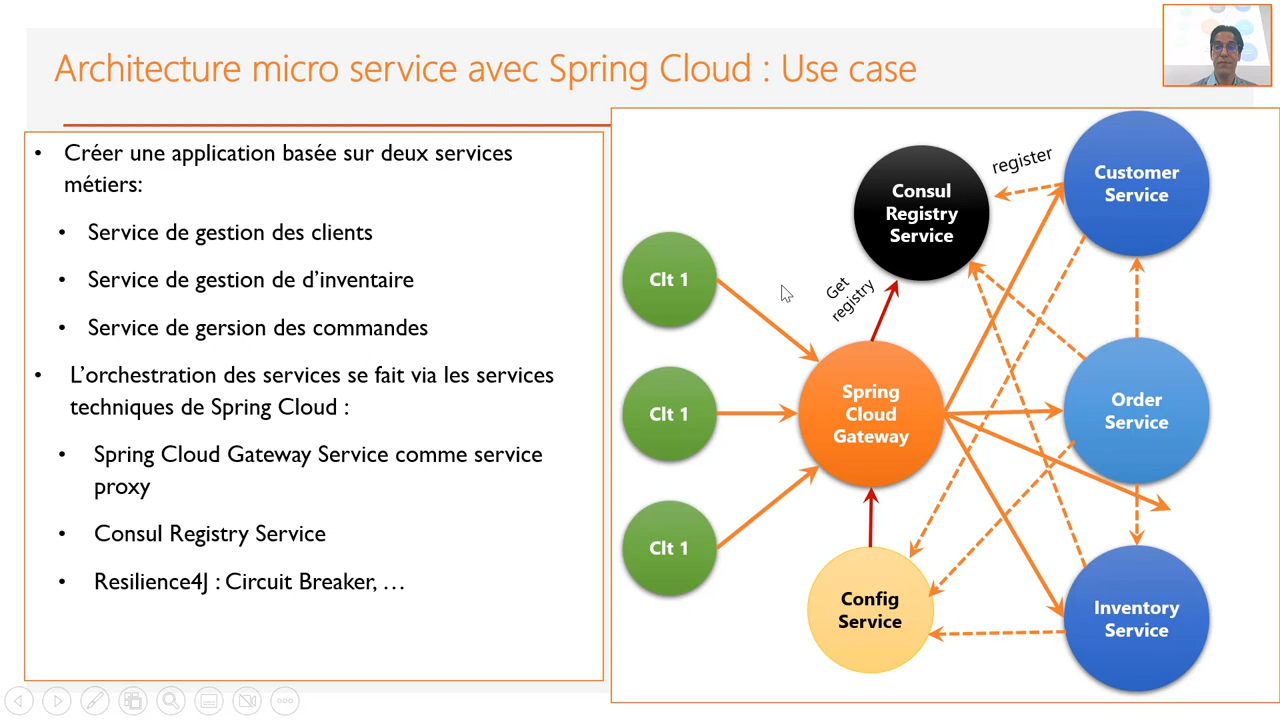 Architecture micro service avec Spring Cloud : Use case
• Créer une application basée sur deux services
métiers:
• Service de gestion des clients
• Service de gestion de d’inventaire
• Service de gersion des commandes
• L’orchestration des services se fait via les services
techniques de Spring Cloud :
• Spring Cloud Gateway Service comme service
proxy
• Consul Registry Service
• Resilience4J : Circuit Breaker, …
Clt 1
Clt 1
Clt 1
Get
registry
Consul
Registry
Service
register
Spring
Cloud
Gateway
Config
Service
Customer
Service
Order
Service
Inventory
Service